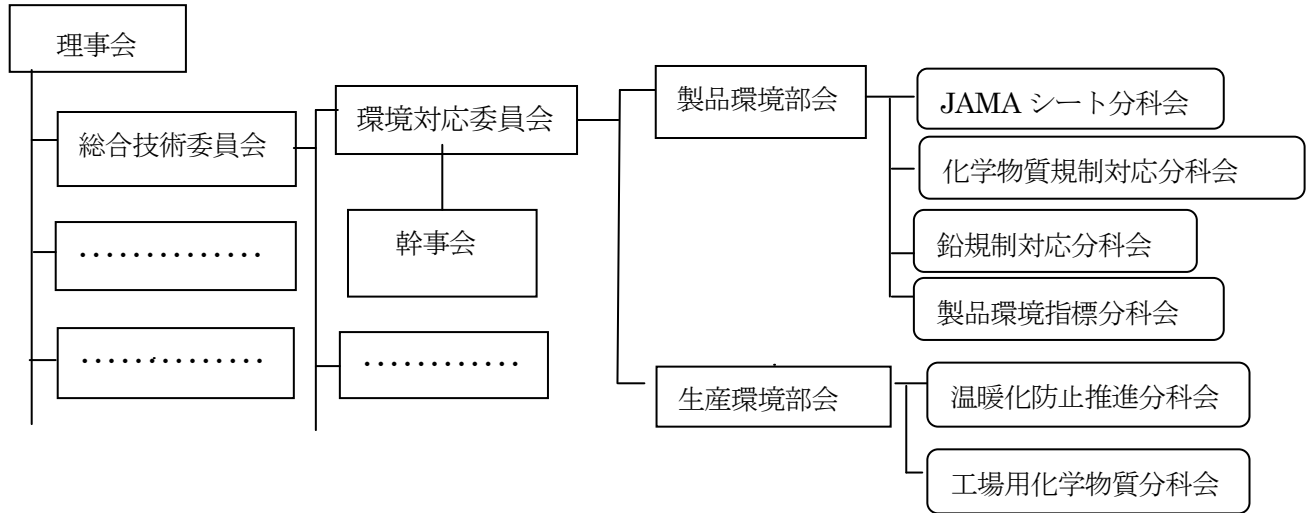 理事会
総合技術委員会
・・・・・・・・・・・・・・
・・・・・・・・・・・・・・
環境対応委員会
幹事会
・・・・・・・・・・・・
製品環境部会
JAMA シート分科会
化学物質規制対応分科会
鉛規制対応分科会
製品環境指標分科会
生産環境部会
温暖化防止推進分科会
工場用化学物質分科会